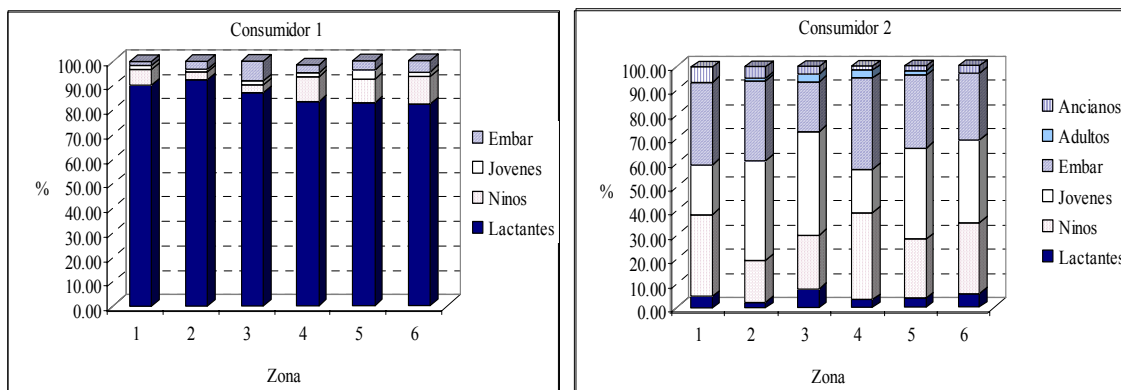 Consumidor 1
100.00
90.00
80.00
70.00
60.00
50.00
40.00
30.00
20.00
10.00
0.00
%
1 2 3 4 5 6
Zona
Embar
Jovenes
Ninos
Lactantes
Consumidor 2
100.00
90.00
80.00
70.00
60.00
50.00
40.00
30.00
20.00
10.00
0.00
%
1 2 3 4 5 6
Zona
Ancianos
Adultos
Embar
Jovenes
Ninos
Lactantes